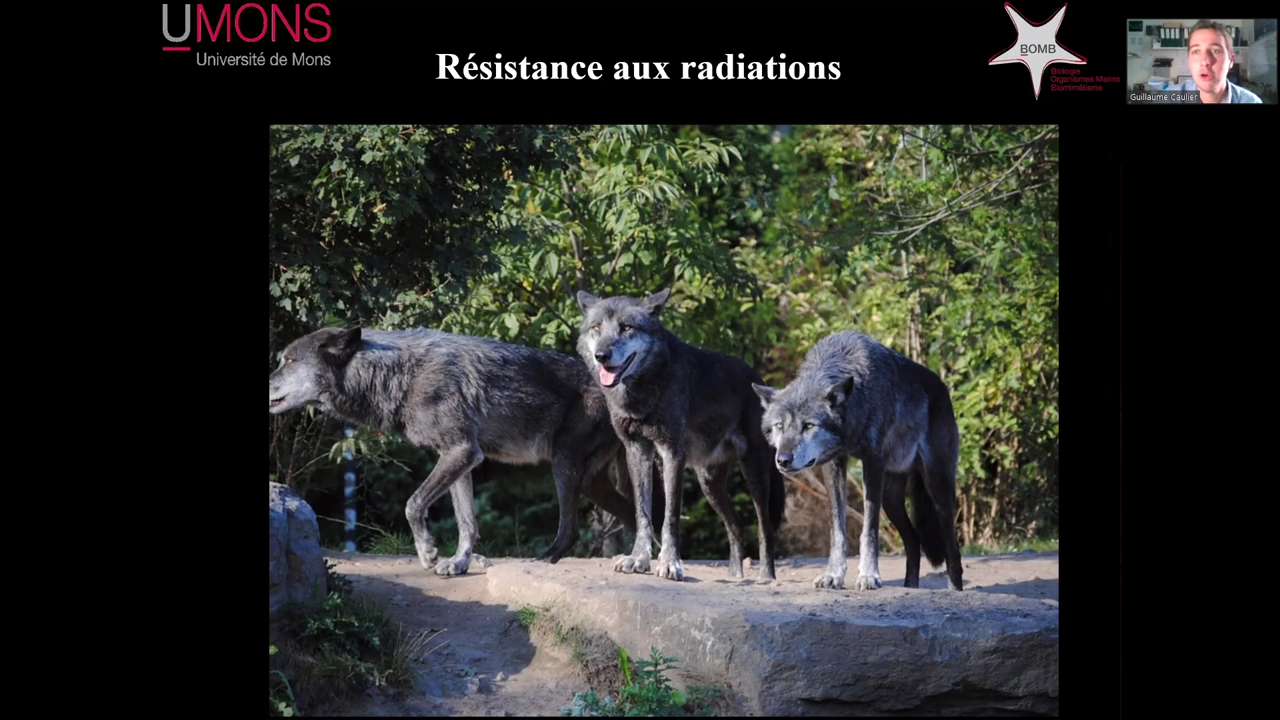 UMONS
Université de Mons
Résistance aux radiations
BOMB
Biologie
Organismes Marins
Biomimétisme
Guillaume Caulier